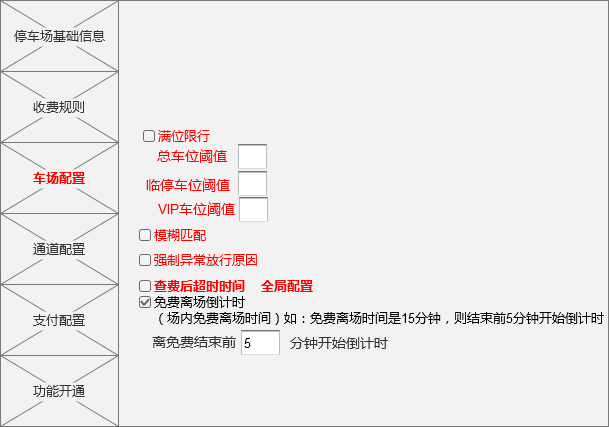 停车场基础信息
收费规则
车场配置
通道配置
支付配置
功能开通
满位限行
总车位阈值
临停车位阈值
VIP车位阈值
模糊匹配
强制异常放行原因
查费后超时时间 全局配置
免费离场倒计时
（场内免费离场时间）如：免费离场时间是15分钟，则结束前5分钟开始倒计时
离免费结束前 5 分钟开始倒计时